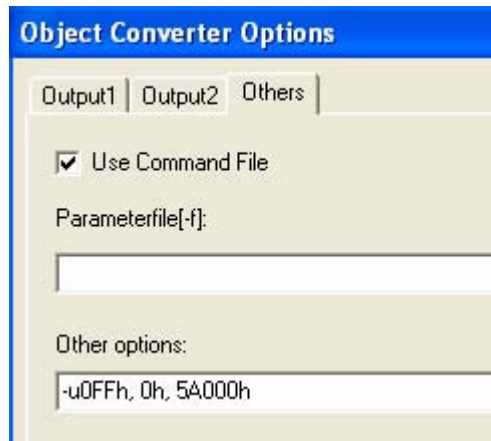 Object Converter Options
Output1 Output2 Others
Use Command File
Parameterfile[-f]:
Other options:
-u0FFh, 0h, 5A000h